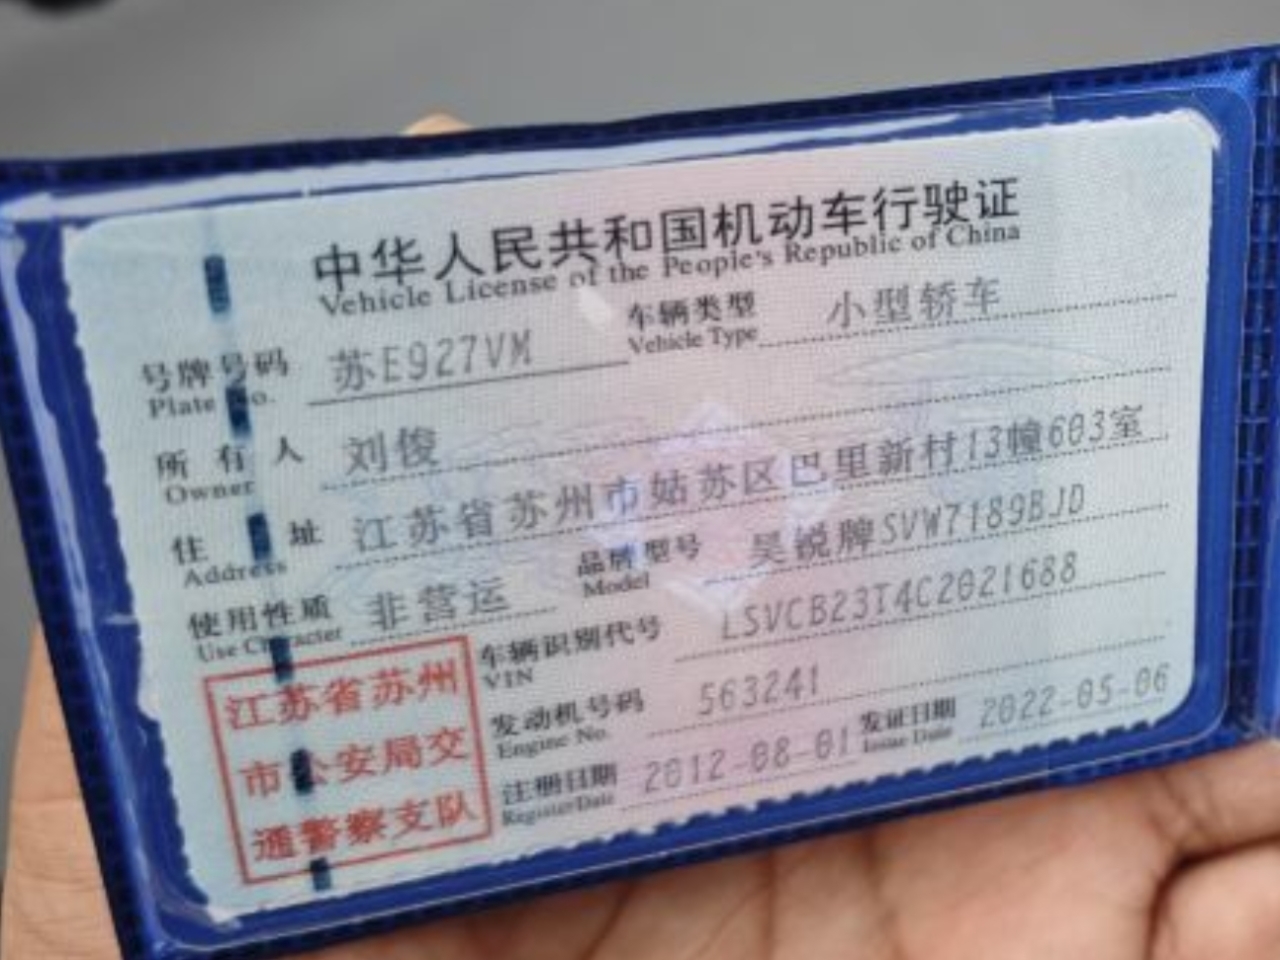 中华人民共和国机动车行驶证
Vehicle License of the People's Republic of China
号牌号码 苏E927VM 车辆类型 小型轿车
Plate No. Vehicle Type
所有人 刘俊
Owner
住址 江苏省苏州市姑苏区巴里新村13幢603室
Address
使用性质 非营运 品牌型号 昊锐牌SVW7189BJD
Use Character Model
车辆识别代号 LSVCB23T4C2021688
VIN
发动机号码 563241
Engine No.
注册日期 2012-08-01 发证日期 2022-05-06
Register Date Issue Date
江苏省苏州
市公安局交
通警察支队